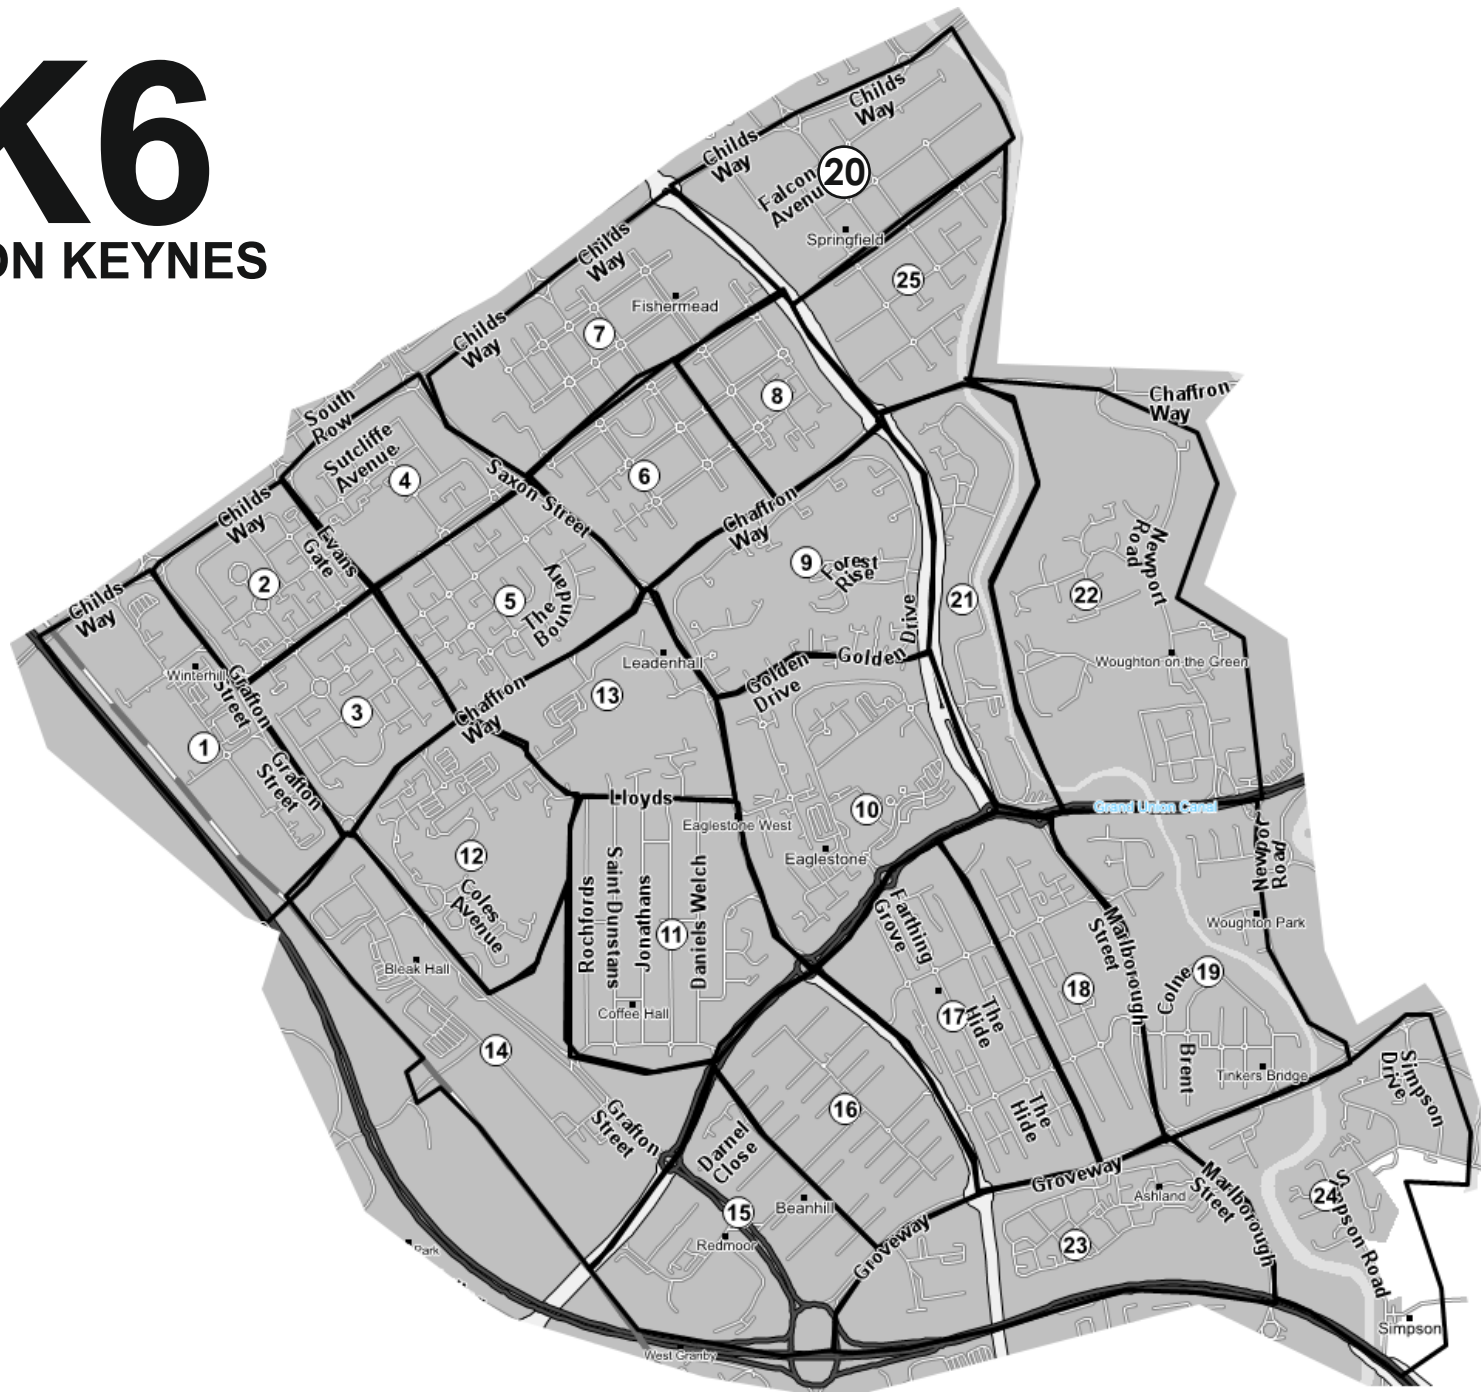 K6
ON KEYNES
Childs
Way
Childs
Way
20
Falcon
Avenu
Springfield
Childs
Way
25
Fishermead
7
Childs
Way
8
Chaffron
Way
South
Row
Sutcliffe
Avenue
4
6
Saxon Street
Childs
Way
Chaffron
Way
Evans
Gate
2
9
Forest
Rise
5
The
Boundary
21
22
Newport
Road
Childs
Way
Drive
Golden
Golden
Drive
Leadenhall
Woughton on the Green
Winterhill
Grafton
Street
13
Chaffron
Way
3
1
Grafton
Street
Lloyds
Eaglestone West
10
Eaglestone
Grand Union Canal
12
Coles
Avenue
Rochfords
Saint Dunstans
Jonathans
Daniels Welch
11
Coffee Hall
Farthing
Grove
Newpor
Road
Woughton Park
Marlborough
Street
18
19
Colne
Bleak Hall
17
The
Hide
14
Brent
Tinkers Bridge
Simpson
Drive
16
The
Hide
Grafton
Street
Darnel
Close
Groveway
Ashland
Marlborough
Street
24
Simpson Road
15
Beanhill
Redmoor
Groveway
23
Park
Simpson
West Granby